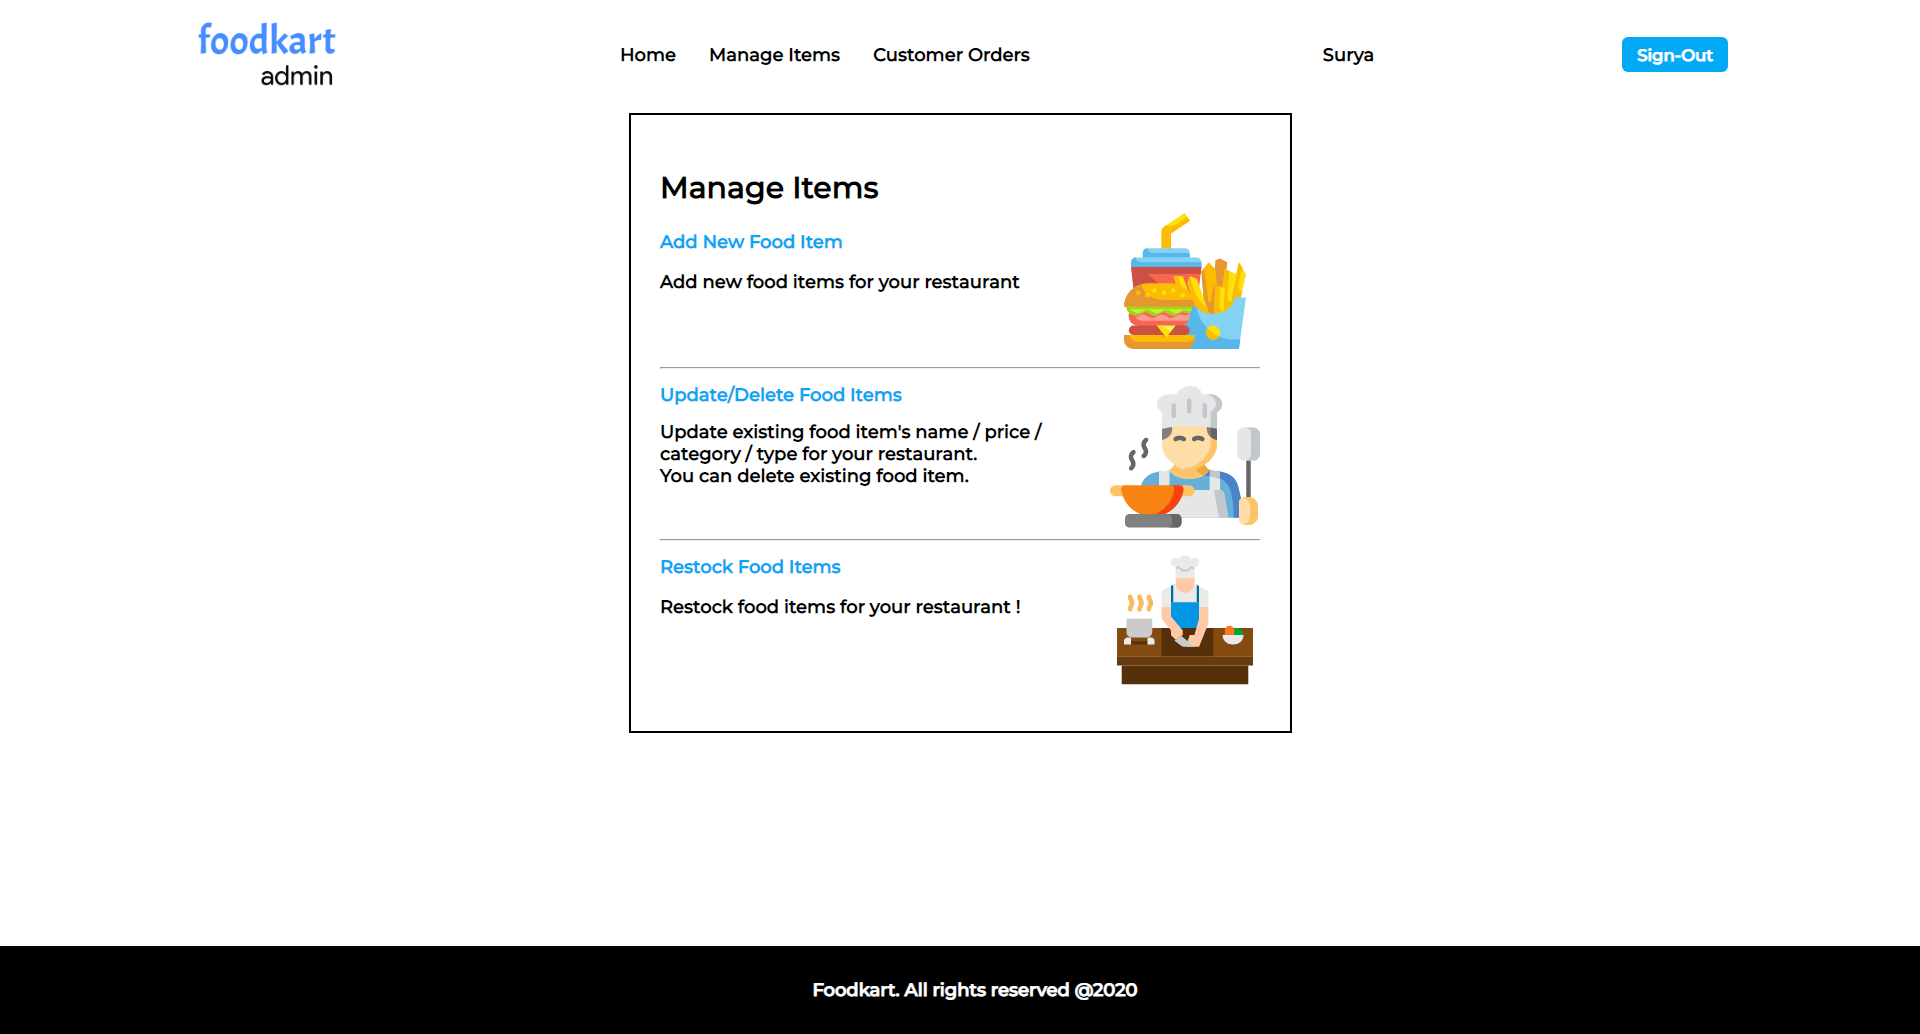 foodkart
admin
Home
Manage Items
Customer Orders
Surya
Sign-Out
Manage Items
Add New Food Item
Add new food items for your restaurant
Update/Delete Food Items
Update existing food item's name / price /
category / type for your restaurant.
You can delete existing food item.
Restock Food Items
Restock food items for your restaurant !
Foodkart. All rights reserved @2020